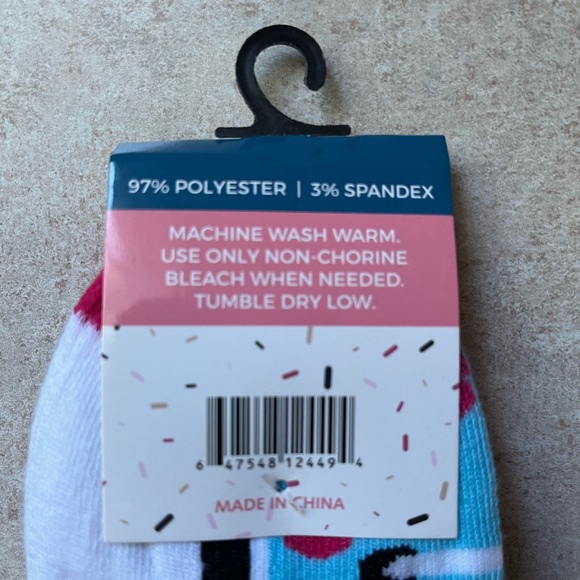 97% POLYESTER | 3% SPANDEX
MACHINE WASH WARM.
USE ONLY NON-CHORINE
BLEACH WHEN NEEDED.
TUMBLE DRY LOW.
6 47548 12449 4
MADE IN CHINA